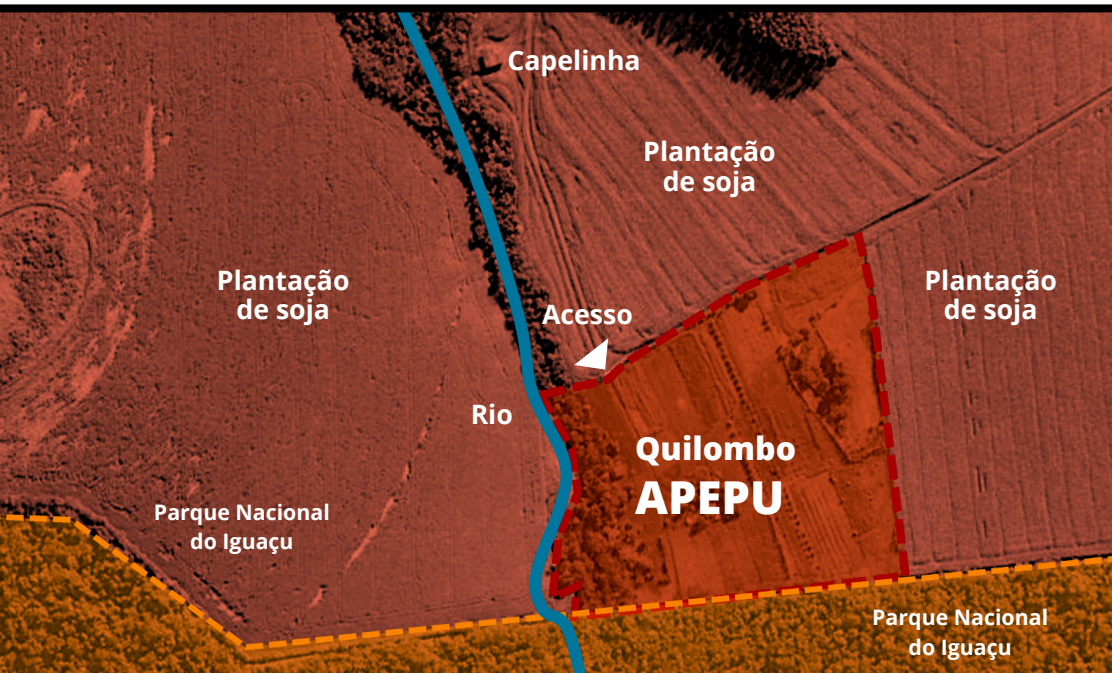 Capelinha
Plantação
de soja
Plantação
de soja
Plantação
de soja
Acesso
Rio
Quilombo
APEPU
Parque Nacional
do Iguaçu
Parque Nacional
do Iguaçu